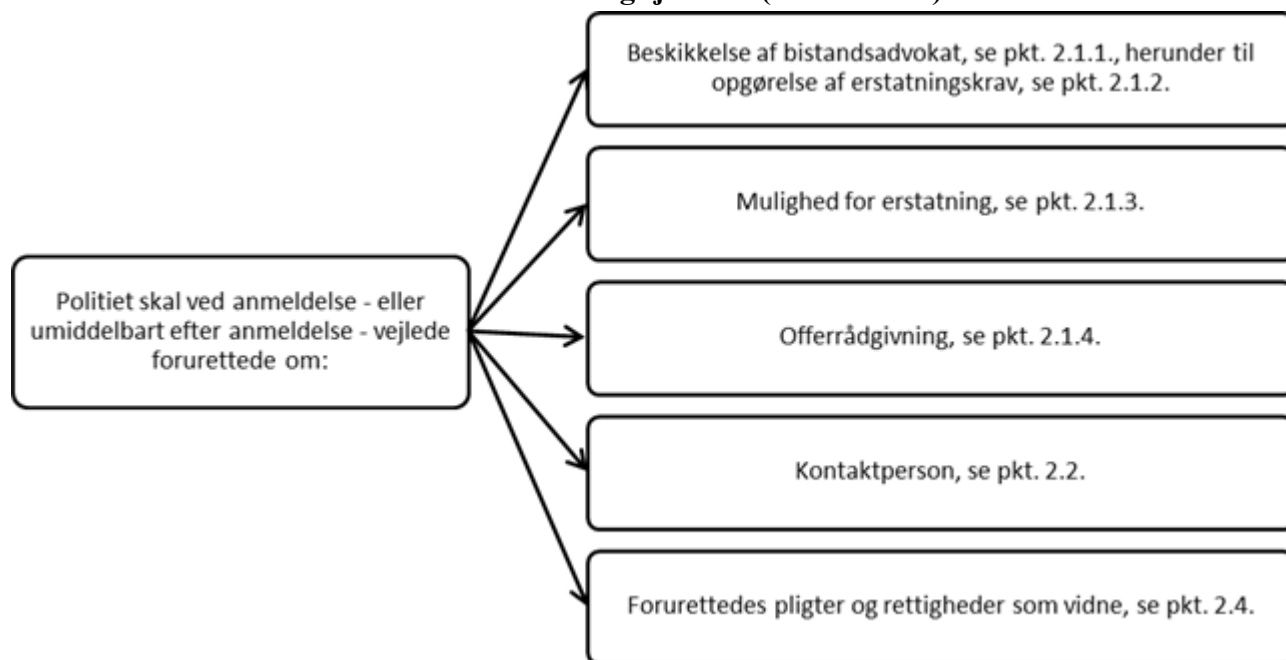 Beskikkelse af bistandsadvokat, se pkt. 2.1.1., herunder til
opgørelse af erstatningskrav, se pkt. 2.1.2.
Mulighed for erstatning, se pkt. 2.1.3.
Politiet skal ved anmeldelse - eller
umiddelbart efter anmeldelse - vejlede
forurettede om:
Offerrådgivning, se pkt. 2.1.4.
Kontaktperson, se pkt. 2.2.
Forurettedes pligter og rettigheder som vidne, se pkt. 2.4.